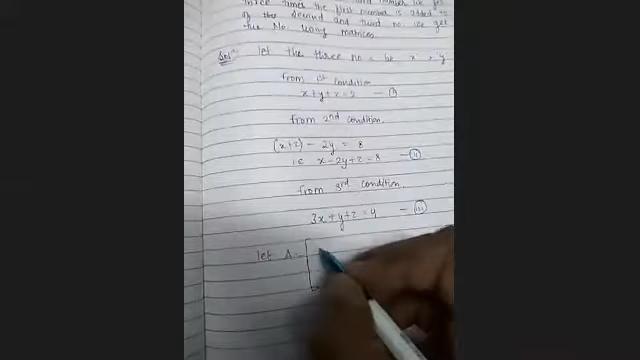 three times the first number is added to
of the second and third no. we get
the No. using matrices.
Solⁿ let the three no. be x, y
from 1st condition
x+y+z=2 — (I)
from 2nd condition.
(x+z) - 2y = 8
i.e x-2y+z=8 — (II)
from 3rd condition.
3x+y+z=4 — (III)
let A = [